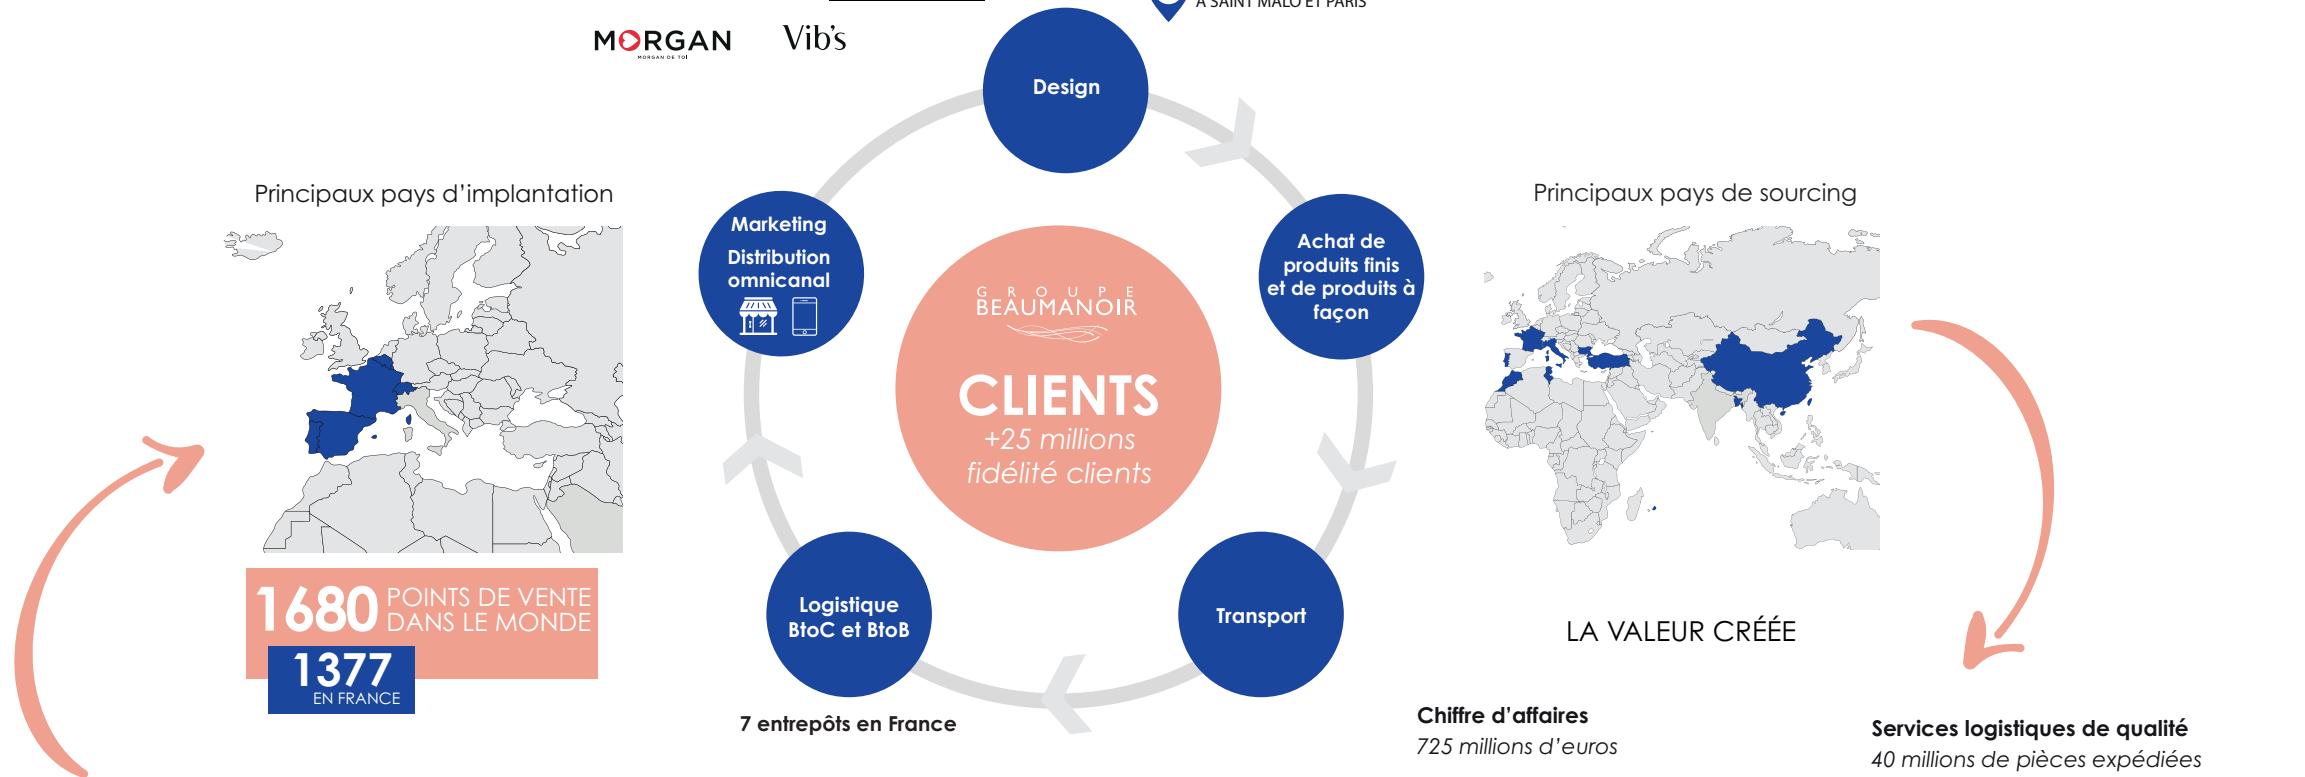 À SAINT MALO ET PARIS
MORGAN
MORGAN DE TOI
Vib's
Design
Principaux pays d'implantation
Principaux pays de sourcing
Marketing
Distribution
omnicanal
Achat de
produits finis
et de produits à
façon
GROUPE
BEAUMANOIR
CLIENTS
+25 millions
fidélité clients
1680 POINTS DE VENTE
DANS LE MONDE
1377
EN FRANCE
Logistique
BtoC et BtoB
Transport
7 entrepôts en France
LA VALEUR CRÉÉE
Chiffre d'affaires
725 millions d'euros
Services logistiques de qualité
40 millions de pièces expédiées